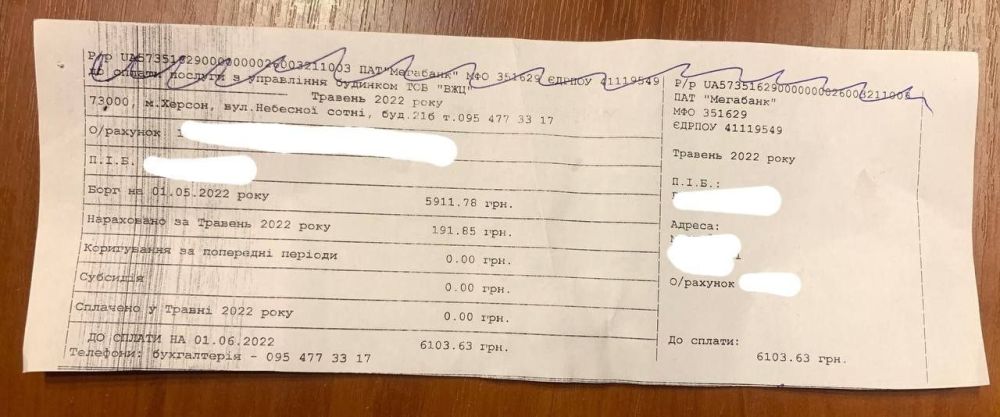 Р/р UA573516290000000026003211003 ПАТ"Мегабанк" МФО 351629 ЄДРПОУ 41119549
до сплати послуги з управління будинком ТОВ "ВЖЦ"
Травень 2022 року
73000, м.Херсон, вул.Небесної сотні, буд.21б т.095 477 33 17
О/рахунок
П.І.Б.
Борг на 01.05.2022 року 5911.78 грн.
Нараховано за Травень 2022 року 191.85 грн.
Коригування за попередні періоди 0.00 грн.
Субсидія 0.00 грн.
Сплачено у Травні 2022 року 0.00 грн.
ДО СПЛАТИ НА 01.06.2022 6103.63 грн.
Телефони: бухгалтерія - 095 477 33 17
Р/р UA573516290000000026003211003
ПАТ "Мегабанк"
МФО 351629
ЄДРПОУ 41119549
Травень 2022 року
П.І.Б.:
Адреса:
О/рахунок
До сплати:
6103.63 грн.